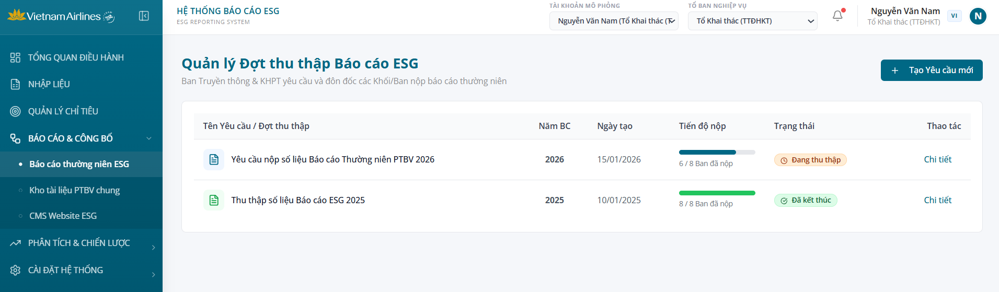 Vietnam Airlines
TỔNG QUAN ĐIỀU HÀNH
NHẬP LIỆU
QUẢN LÝ CHỈ TIÊU
BÁO CÁO & CÔNG BỐ
Báo cáo thường niên ESG
Kho tài liệu PTBV chung
CMS Website ESG
PHÂN TÍCH & CHIẾN LƯỢC
CÀI ĐẶT HỆ THỐNG
HỆ THỐNG BÁO CÁO ESG
ESG REPORTING SYSTEM
TÀI KHOẢN MÔ PHỎNG
Nguyễn Văn Nam (Tổ Khai thác (T
TỔ BAN NGHIỆP VỤ
Tổ Khai thác (TTĐHKT)
Nguyễn Văn Nam
Tổ Khai thác (TTĐHKT)
VI
N
Quản lý Đợt thu thập Báo cáo ESG
Ban Truyền thông & KHPT yêu cầu và đôn đốc các Khối/Ban nộp báo cáo thường niên
+ Tạo Yêu cầu mới
Tên Yêu cầu / Đợt thu thập Năm BC Ngày tạo Tiến độ nộp Trạng thái Thao tác
Yêu cầu nộp số liệu Báo cáo Thường niên PTBV 2026 2026 15/01/2026 6 / 8 Ban đã nộp Đang thu thập Chi tiết
Thu thập số liệu Báo cáo ESG 2025 2025 10/01/2025 8 / 8 Ban đã nộp Đã kết thúc Chi tiết